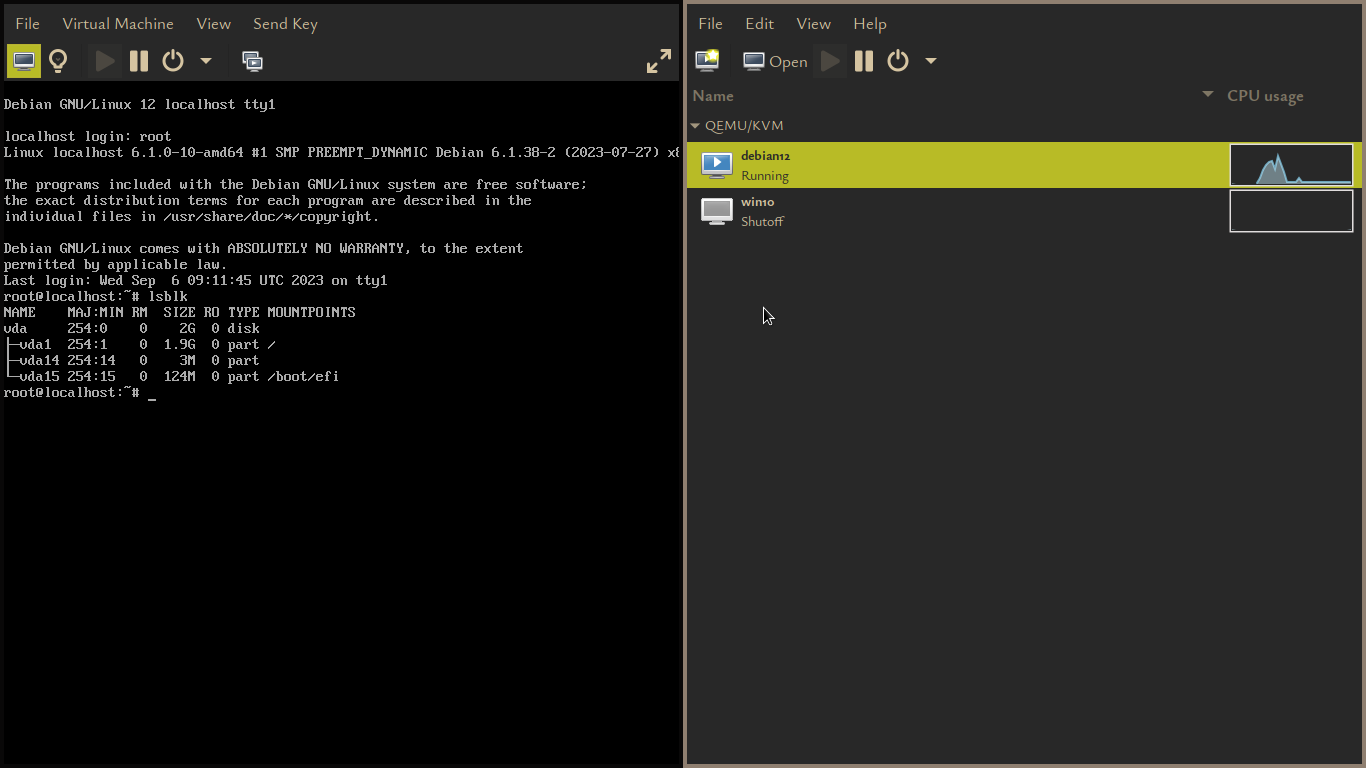 File Virtual Machine View Send Key
Debian GNU/Linux 12 localhost tty1
localhost login: root
Linux localhost 6.1.0-10-amd64 #1 SMP PREEMPT_DYNAMIC Debian 6.1.38-2 (2023-07-27) x8
The programs included with the Debian GNU/Linux system are free software;
the exact distribution terms for each program are described in the
individual files in /usr/share/doc/*/copyright.
Debian GNU/Linux comes with ABSOLUTELY NO WARRANTY, to the extent
permitted by applicable law.
Last login: Wed Sep  6 09:11:45 UTC 2023 on tty1
root@localhost:~# lsblk
NAME    MAJ:MIN RM  SIZE RO TYPE MOUNTPOINTS
vda     254:0    0    2G  0 disk
├─vda1  254:1    0  1.9G  0 part /
├─vda14 254:14   0    3M  0 part
└─vda15 254:15   0  124M  0 part /boot/efi
root@localhost:~# _
File Edit View Help
Open
Name CPU usage
QEMU/KVM
debian12
Running
win10
Shutoff